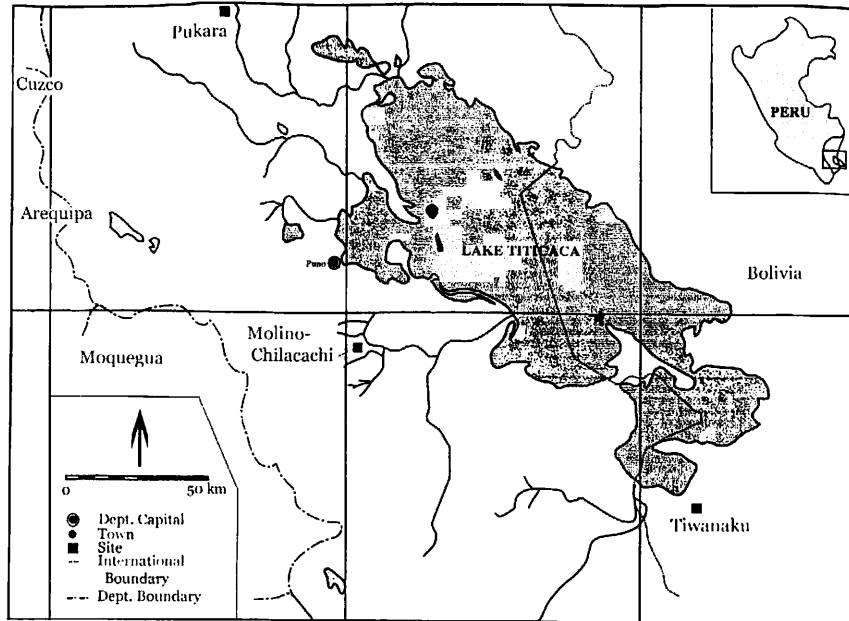 Pukara
Cuzco
PERU
Arequipa
LAKE TITICACA
Puno
Bolivia
Molino-
Chilacachi
Moquegua
0 50 km
Dept. Capital
Town
Site
International
Boundary
Dept. Boundary
Tiwanaku